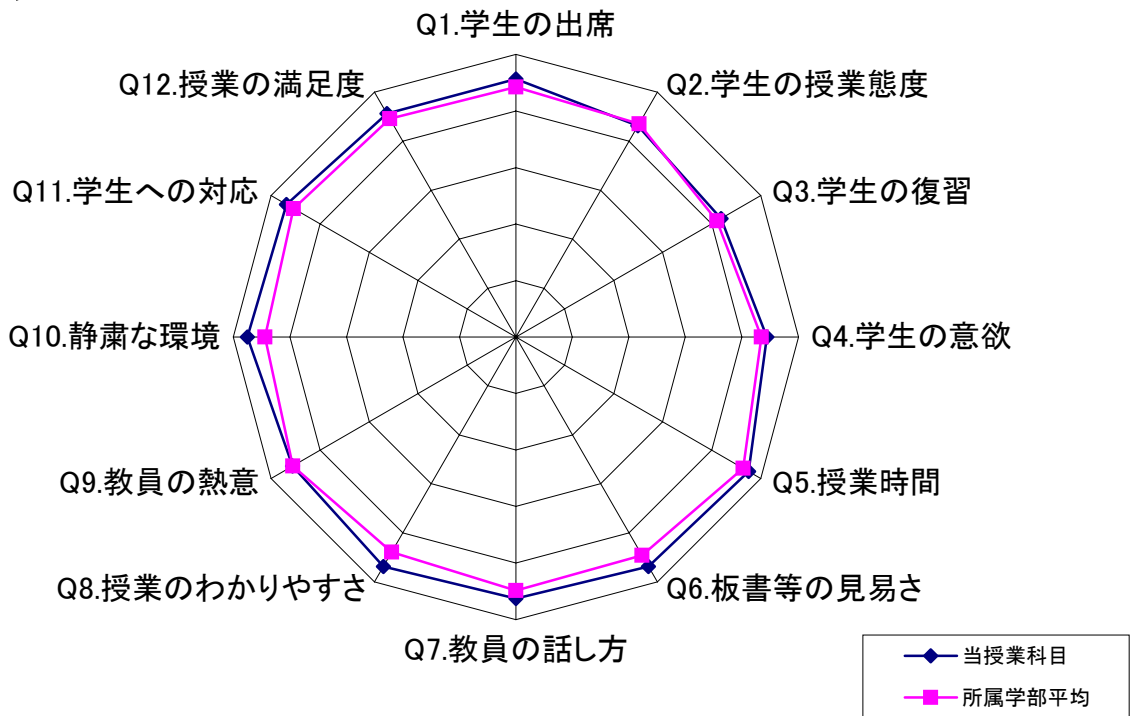 Q1.学生の出席
Q2.学生の授業態度
Q3.学生の復習
Q4.学生の意欲
Q5.授業時間
Q6.板書等の見易さ
Q7.教員の話し方
Q8.授業のわかりやすさ
Q9.教員の熱意
Q10.静粛な環境
Q11.学生への対応
Q12.授業の満足度
当授業科目
所属学部平均